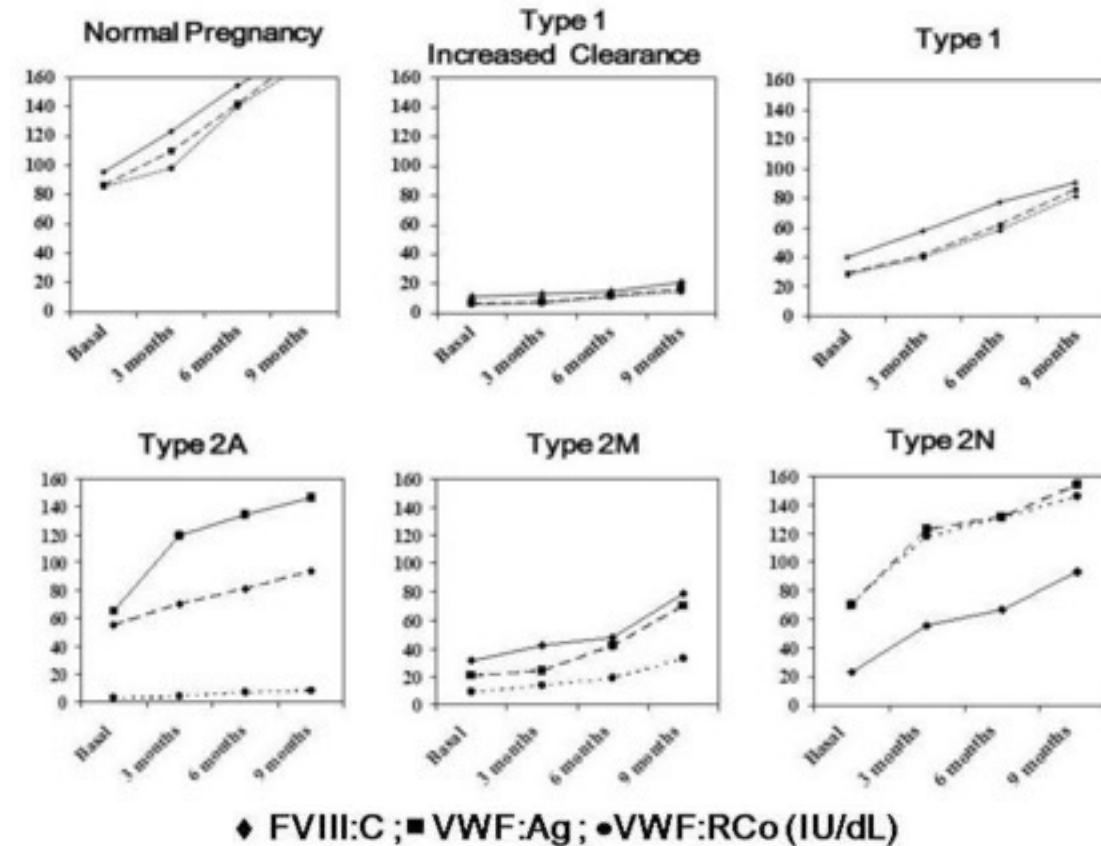 Normal Pregnancy
160
140
120
100
80
60
40
20
0
Basal
3 months
6 months
9 months
Type 1
Increased Clearance
160
140
120
100
80
60
40
20
0
Basal
3 months
6 months
9 months
Type 1
160
140
120
100
80
60
40
20
0
Basal
3 months
6 months
9 months
Type 2A
160
140
120
100
80
60
40
20
0
Basal
3 months
6 months
9 months
Type 2M
160
140
120
100
80
60
40
20
0
Basal
3 months
6 months
9 months
Type 2N
160
140
120
100
80
60
40
20
0
Basal
3 months
6 months
9 months
♦ FVIII:C ; ■ VWF:Ag ; ● VWF:RCo (IU/dL)